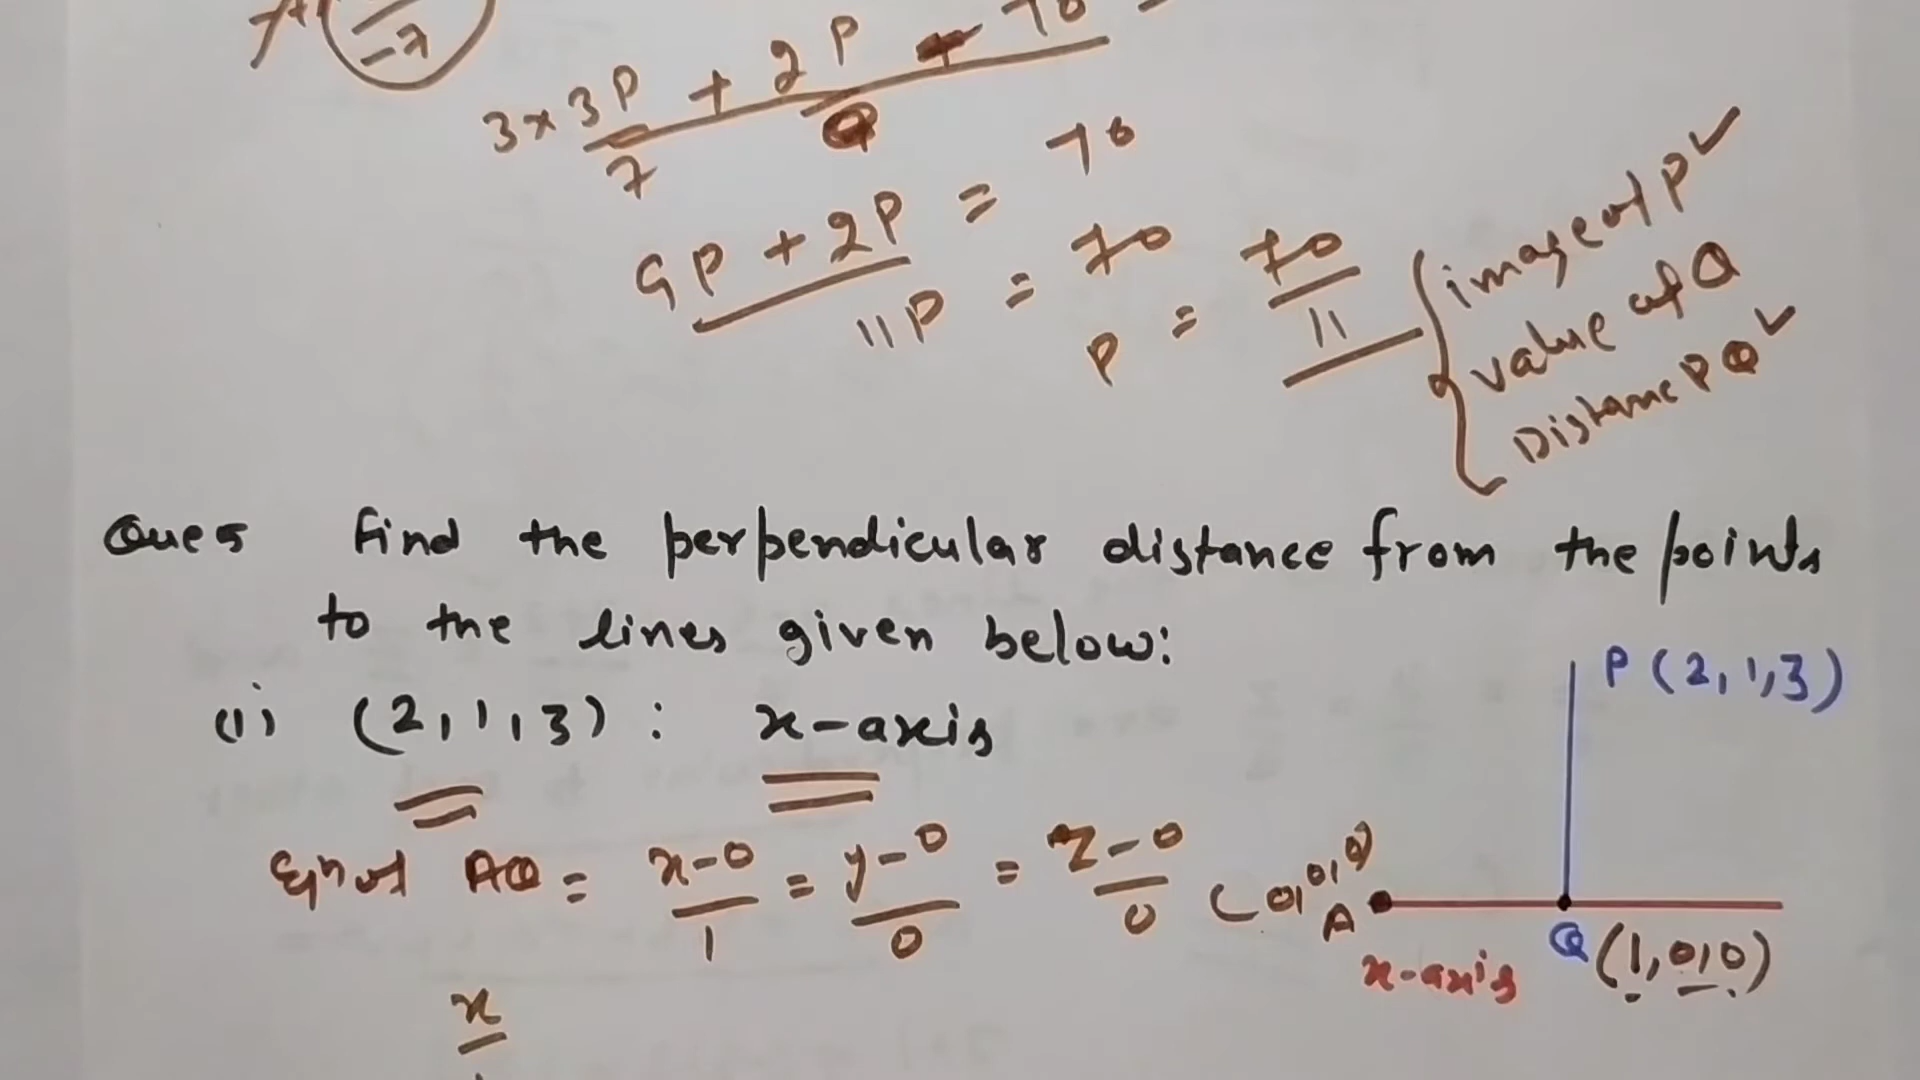 = 7
3 × 3P/7 + 2P - 70
9P + 2P = 70
11P = 70
P = 70/11
image of P ✓
value of Q
Distanc PQ ✓
Ques Find the perpendicular distance from the points
to the lines given below:
(i) (2,1,3) : x-axis
P (2,1,3)
Eqn of AQ = x-0/1 = y-0/0 = z-0/0
(0,0,0)
A
Q (1,0,0)
x-axis
x